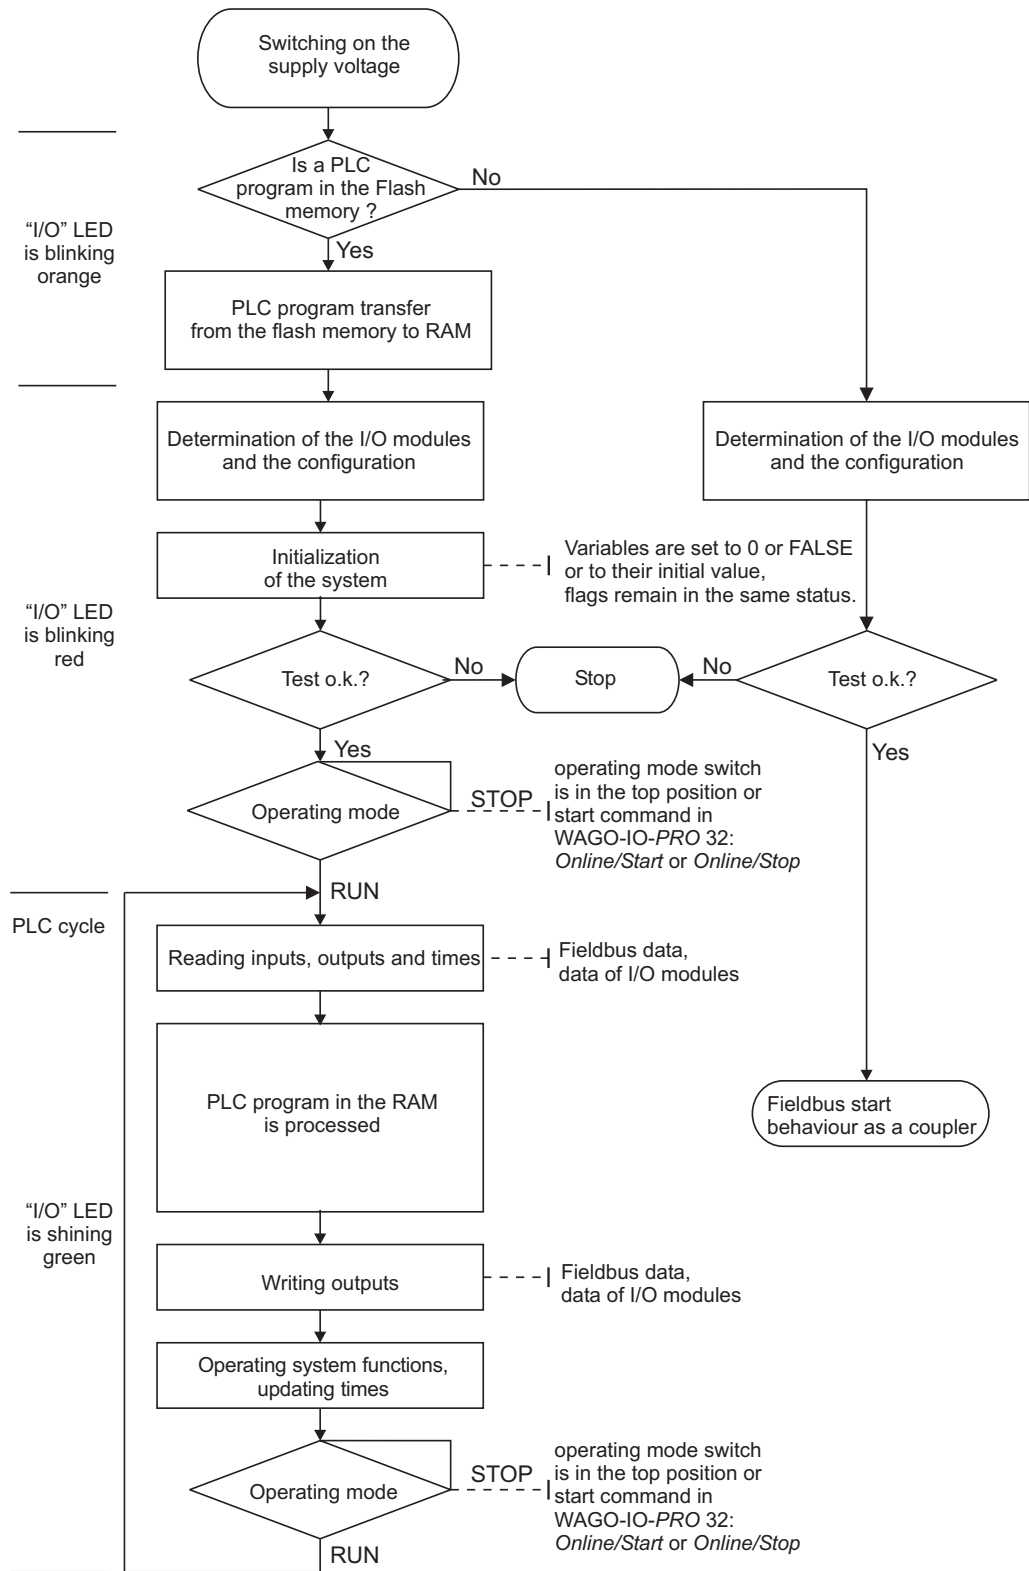 Switching on the
supply voltage
Is a PLC
program in the Flash
memory ?
No
Yes
“I/O” LED
is blinking
orange
PLC program transfer
from the flash memory to RAM
Determination of the I/O modules
and the configuration
Determination of the I/O modules
and the configuration
Initialization
of the system
Variables are set to 0 or FALSE
or to their initial value,
flags remain in the same status.
“I/O” LED
is blinking
red
Test o.k.?
No
Stop
No
Test o.k.?
Yes
Yes
Operating mode
STOP
operating mode switch
is in the top position or
start command in
WAGO-IO-PRO 32:
Online/Start or Online/Stop
RUN
PLC cycle
Reading inputs, outputs and times
Fieldbus data,
data of I/O modules
PLC program in the RAM
is processed
Fieldbus start
behaviour as a coupler
“I/O” LED
is shining
green
Writing outputs
Fieldbus data,
data of I/O modules
Operating system functions,
updating times
Operating mode
STOP
operating mode switch
is in the top position or
start command in
WAGO-IO-PRO 32:
Online/Start or Online/Stop
RUN